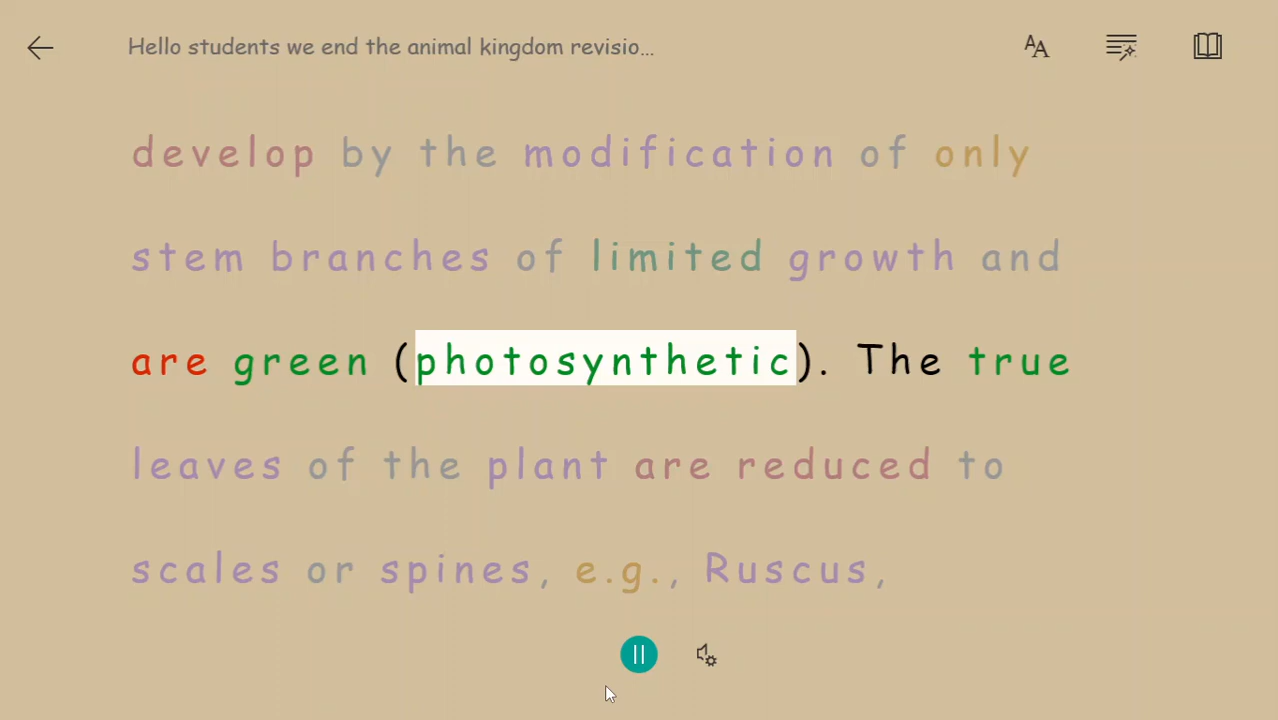 Hello students we end the animal kingdom revisio…
develop by the modification of only
stem branches of limited growth and
are green (photosynthetic). The true
leaves of the plant are reduced to
scales or spines, e.g., Ruscus,